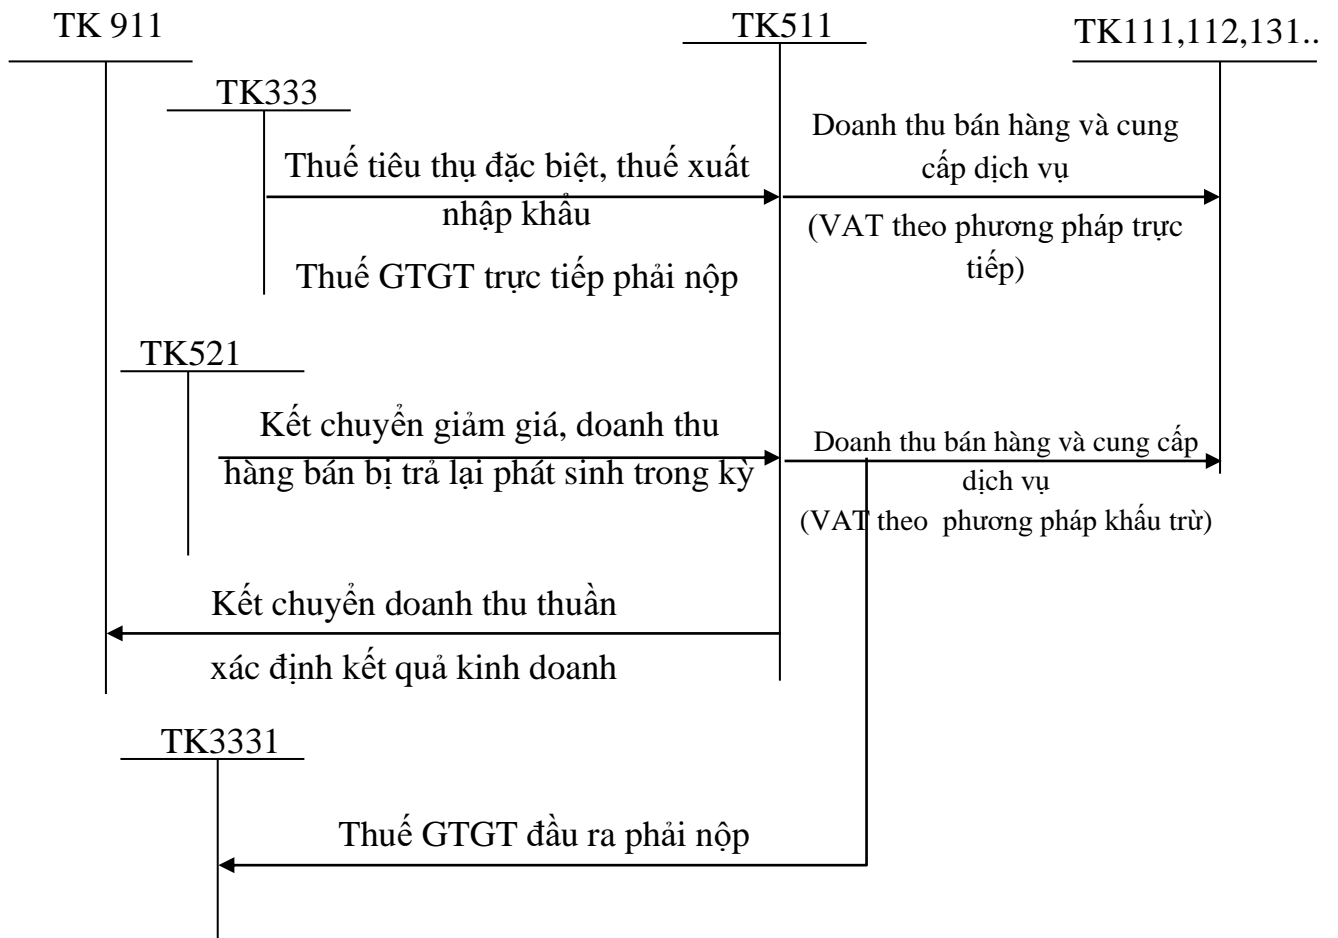 TK 911
TK511
TK111,112,131..
TK333
Thuế tiêu thụ đặc biệt, thuế xuất
nhập khẩu
Thuế GTGT trực tiếp phải nộp
Doanh thu bán hàng và cung
cấp dịch vụ
(VAT theo phương pháp trực
tiếp)
TK521
Kết chuyển giảm giá, doanh thu
hàng bán bị trả lại phát sinh trong kỳ
Doanh thu bán hàng và cung cấp
dịch vụ
(VAT theo phương pháp khấu trừ)
Kết chuyển doanh thu thuần
xác định kết quả kinh doanh
TK3331
Thuế GTGT đầu ra phải nộp